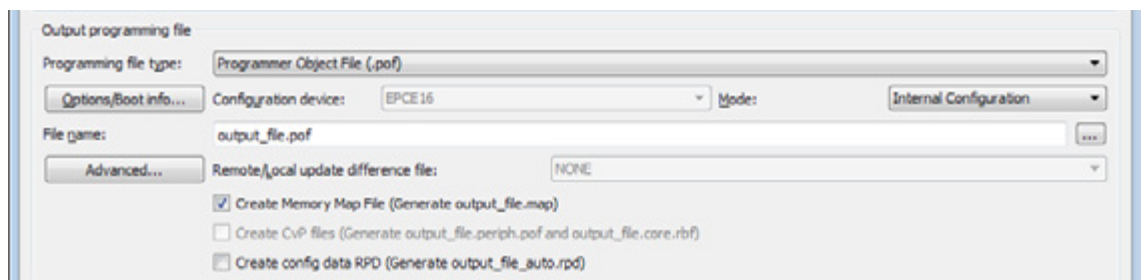 Output programming file
Programming file type: Programmer Object File (.pof)
Options/Boot info... Configuration device: EPCE16 Mode: Internal Configuration
File name: output_file.pof ...
Advanced... Remote/Local update difference file: NONE
Create Memory Map File (Generate output_file.map)
Create CvP files (Generate output_file.periph.pof and output_file.core.rbf)
Create config data RPD (Generate output_file_auto.rpd)